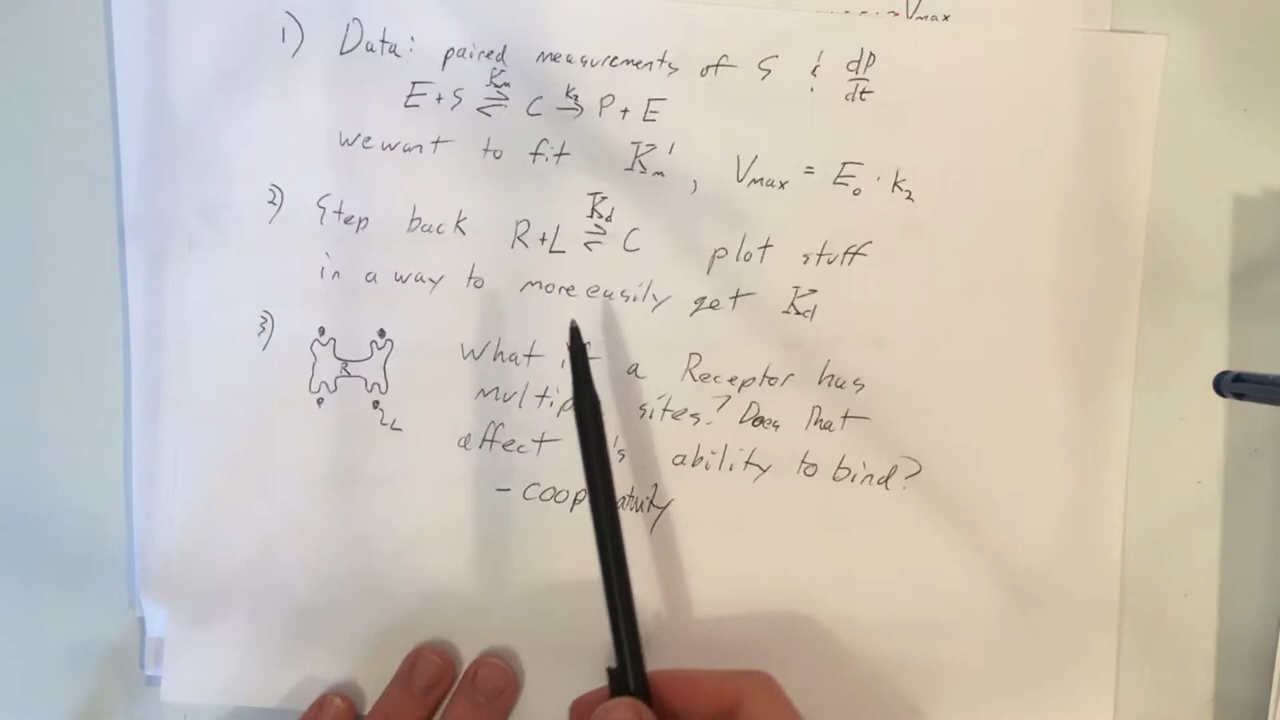 Vmax
1) Data: paired measurements of S & dP/dt
Km
E+S ⇌ C →k2 P+E
we want to fit Km', Vmax = E0 · k2
2) Step back R+L ⇌ C plot stuff
Kd
in a way to more easily get Kd
3) What a Receptor has
R
sites? Does that
affect ability to bind?
L